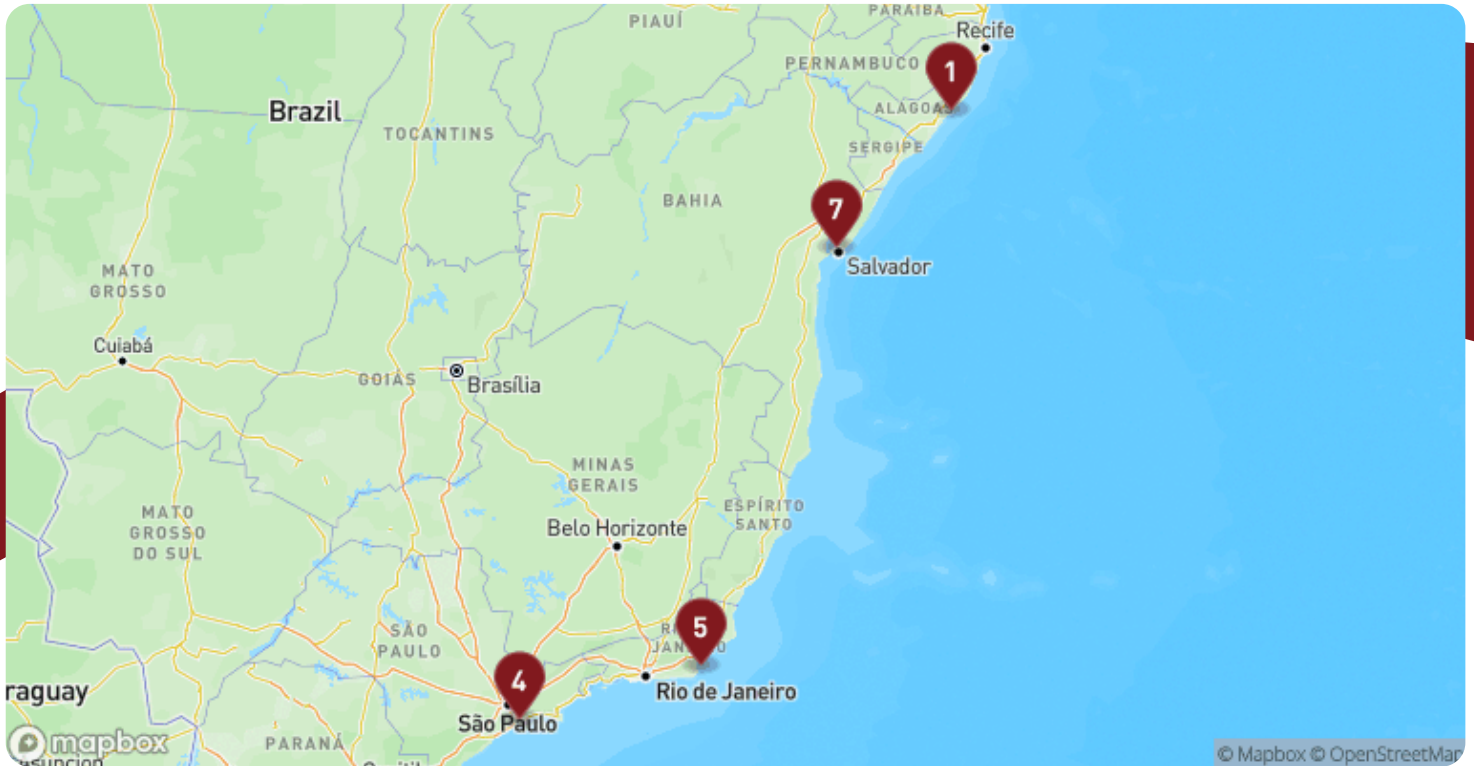 PARAÍBA
PIAUÍ
Recife
PERNAMBUCO
1
Brazil
ALAGOAS
TOCANTINS
SERGIPE
BAHIA
7
Salvador
MATO
GROSSO
Cuiabá
GOIÁS
Brasília
MINAS
GERAIS
ESPÍRITO
SANTO
MATO
GROSSO
DO SUL
Belo Horizonte
5
SÃO
PAULO
4
Rio de Janeiro
raguay
São Paulo
PARANÁ
mapbox
© Mapbox © OpenStreetMap